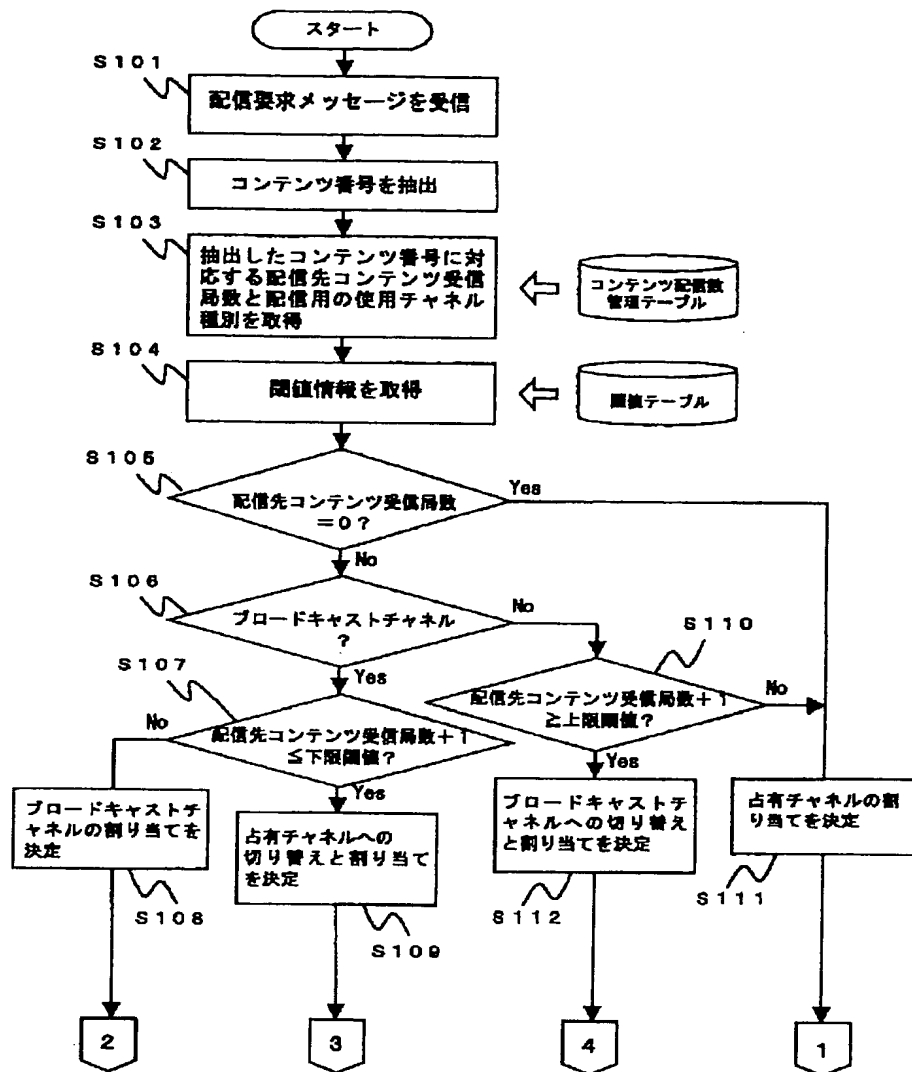 スタート
S101
配信要求メッセージを受信
S102
コンテンツ番号を抽出
S103
抽出したコンテンツ番号に対
応する配信先コンテンツ受信
局数と配信用の使用チャネル
種別を取得
コンテンツ配信数
管理テーブル
S104
閾値情報を取得
閾値テーブル
S105
配信先コンテンツ受信局数
=0?
Yes
No
S106
ブロードキャストチャネル
?
No
Yes
S110
配信先コンテンツ受信局数+1
≥上限閾値?
No
Yes
S107
配信先コンテンツ受信局数+1
≤下限閾値?
No
Yes
ブロードキャストチ
ャネルの割り当てを
決定
S108
占有チャネルへの
切り替えと割り当て
を決定
S109
ブロードキャストチ
ャネルへの切り替え
と割り当てを決定
S112
占有チャネルの割
り当てを決定
S111
2
3
4
1